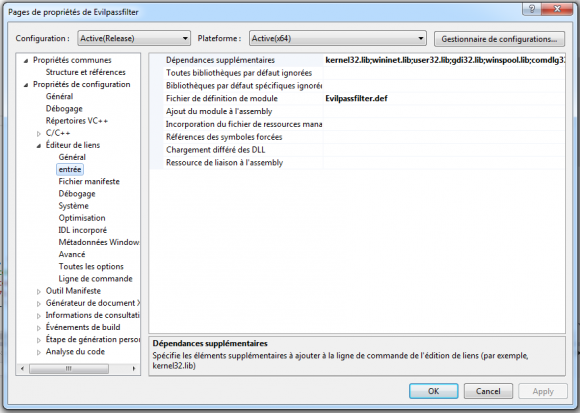 Pages de propriétés de Evilpassfilter
Configuration : Active(Release) Plateforme : Active(x64) Gestionnaire de configurations...
Propriétés communes
Structure et références
Propriétés de configuration
Général
Débogage
Répertoires VC++
C/C++
Éditeur de liens
Général
entrée
Fichier manifeste
Débogage
Système
Optimisation
IDL incorporé
Métadonnées Window
Avancé
Toutes les options
Ligne de commande
Outil Manifeste
Générateur de document X
Informations de consultati
Événements de build
Étape de génération person
Analyse du code
Dépendances supplémentaires kernel32.lib;wininet.lib;user32.lib;gdi32.lib;winspool.lib;comdlg3
Toutes bibliothèques par défaut ignorées
Bibliothèques par défaut spécifiques ignorée
Fichier de définition de module Evilpassfilter.def
Ajout du module à l'assembly
Incorporation du fichier de ressources mana
Références des symboles forcées
Chargement différé des DLL
Ressource de liaison à l'assembly
Dépendances supplémentaires
Spécifie les éléments supplémentaires à ajouter à la ligne de commande de l'édition de liens (par exemple,
kernel32.lib)
OK Cancel Apply